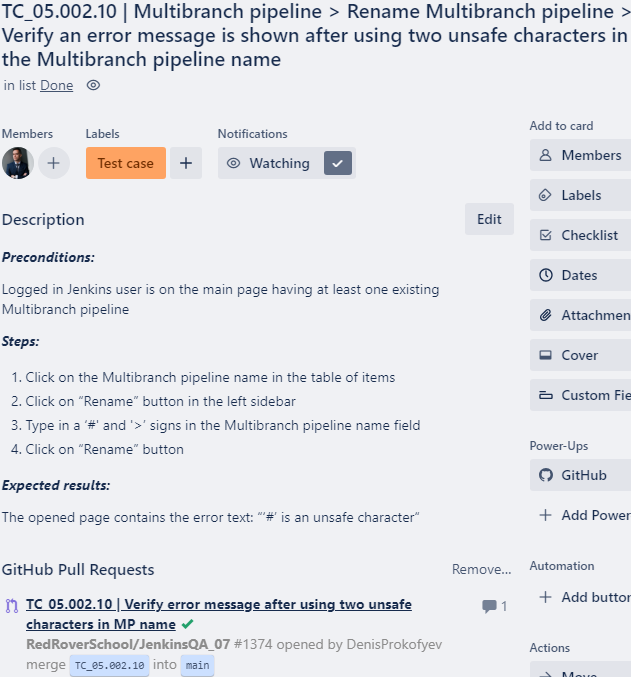 TC_05.002.10 | Multibranch pipeline > Rename Multibranch pipeline >
Verify an error message is shown after using two unsafe characters in
the Multibranch pipeline name
in list Done
Members
Labels
Notifications
Test case
Watching
Description
Edit
Preconditions:
Logged in Jenkins user is on the main page having at least one existing
Multibranch pipeline
Steps:
1. Click on the Multibranch pipeline name in the table of items
2. Click on “Rename” button in the left sidebar
3. Type in a ‘#’ and '>’ signs in the Multibranch pipeline name field
4. Click on “Rename” button
Expected results:
The opened page contains the error text: “‘#’ is an unsafe character”
GitHub Pull Requests
Remove...
TC_05.002.10 | Verify error message after using two unsafe
characters in MP name
1
RedRoverSchool/JenkinsQA_07 #1374 opened by DenisProkofyev
merge TC_05.002.10 into main
Add to card
Members
Labels
Checklist
Dates
Attachmen
Cover
Custom Fie
Power-Ups
GitHub
Add Power
Automation
Add buttor
Actions
Move